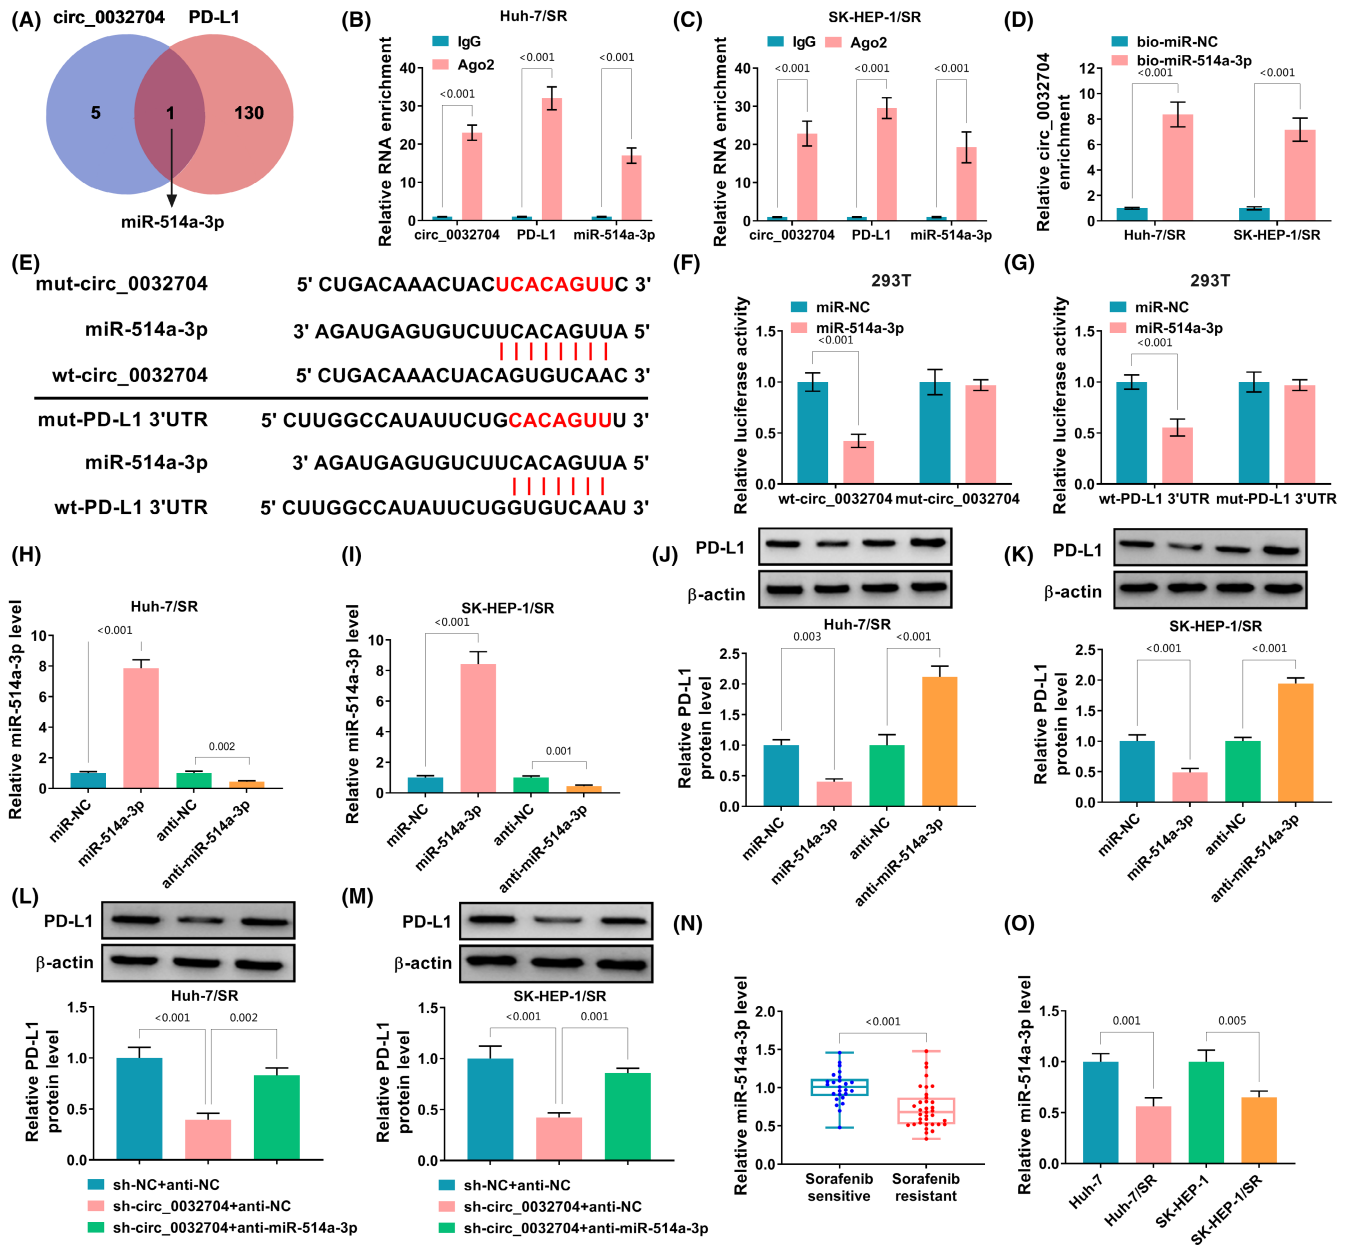 (A)
circ_0032704 PD-L1
5 1 130
miR-514a-3p
(B)
Huh-7/SR
IgG
Ago2
Relative RNA enrichment
40
30
20
10
0
<0.001
<0.001
<0.001
circ_0032704 PD-L1 miR-514a-3p
(C)
SK-HEP-1/SR
IgG Ago2
Relative RNA enrichment
40
30
20
10
0
<0.001
<0.001
<0.001
circ_0032704 PD-L1 miR-514a-3p
(D)
bio-miR-NC
bio-miR-514a-3p
Relative circ_0032704
enrichment
12
10
8
6
4
2
0
<0.001
<0.001
Huh-7/SR SK-HEP-1/SR
(E)
mut-circ_0032704 5' CUGACAAACUACUCACAGUUC 3'
miR-514a-3p 3' AGAUGAGUGUCUUCACAGUUA 5'
wt-circ_0032704 5' CUGACAAACUACAGUGUCAAC 3'
mut-PD-L1 3'UTR 5' CUUGGCCAUAUUCUGCACAGUUU 3'
miR-514a-3p 3' AGAUGAGUGUCUUCACAGUUA 5'
wt-PD-L1 3'UTR 5' CUUGGCCAUAUUCUGGUGUCAAU 3'
(F)
293T
miR-NC
miR-514a-3p
Relative luciferase activity
1.5
1.0
0.5
0.0
<0.001
wt-circ_0032704 mut-circ_0032704
(G)
293T
miR-NC
miR-514a-3p
Relative luciferase activity
1.5
1.0
0.5
0.0
<0.001
wt-PD-L1 3'UTR mut-PD-L1 3'UTR
(H)
Huh-7/SR
Relative miR-514a-3p level
10
8
6
4
2
0
<0.001
0.002
miR-NC
miR-514a-3p
anti-NC
anti-miR-514a-3p
(I)
SK-HEP-1/SR
Relative miR-514a-3p level
10
8
6
4
2
0
<0.001
0.001
miR-NC
miR-514a-3p
anti-NC
anti-miR-514a-3p
(J)
PD-L1
β-actin
Huh-7/SR
Relative PD-L1
protein level
2.5
2.0
1.5
1.0
0.5
0.0
0.003
<0.001
miR-NC
miR-514a-3p
anti-NC
anti-miR-514a-3p
(K)
PD-L1
β-actin
SK-HEP-1/SR
Relative PD-L1
protein level
2.5
2.0
1.5
1.0
0.5
0.0
<0.001
<0.001
miR-NC
miR-514a-3p
anti-NC
anti-miR-514a-3p
(L)
PD-L1
β-actin
Huh-7/SR
Relative PD-L1
protein level
1.5
1.0
0.5
0.0
<0.001
0.002
sh-NC+anti-NC
sh-circ_0032704+anti-NC
sh-circ_0032704+anti-miR-514a-3p
(M)
PD-L1
β-actin
SK-HEP-1/SR
Relative PD-L1
protein level
1.5
1.0
0.5
0.0
<0.001
0.001
sh-NC+anti-NC
sh-circ_0032704+anti-NC
sh-circ_0032704+anti-miR-514a-3p
(N)
Relative miR-514a-3p level
2.0
1.5
1.0
0.5
0.0
<0.001
Sorafenib
sensitive
Sorafenib
resistant
(O)
Relative miR-514a-3p level
1.5
1.0
0.5
0.0
0.001
0.005
Huh-7
Huh-7/SR
SK-HEP-1
SK-HEP-1/SR